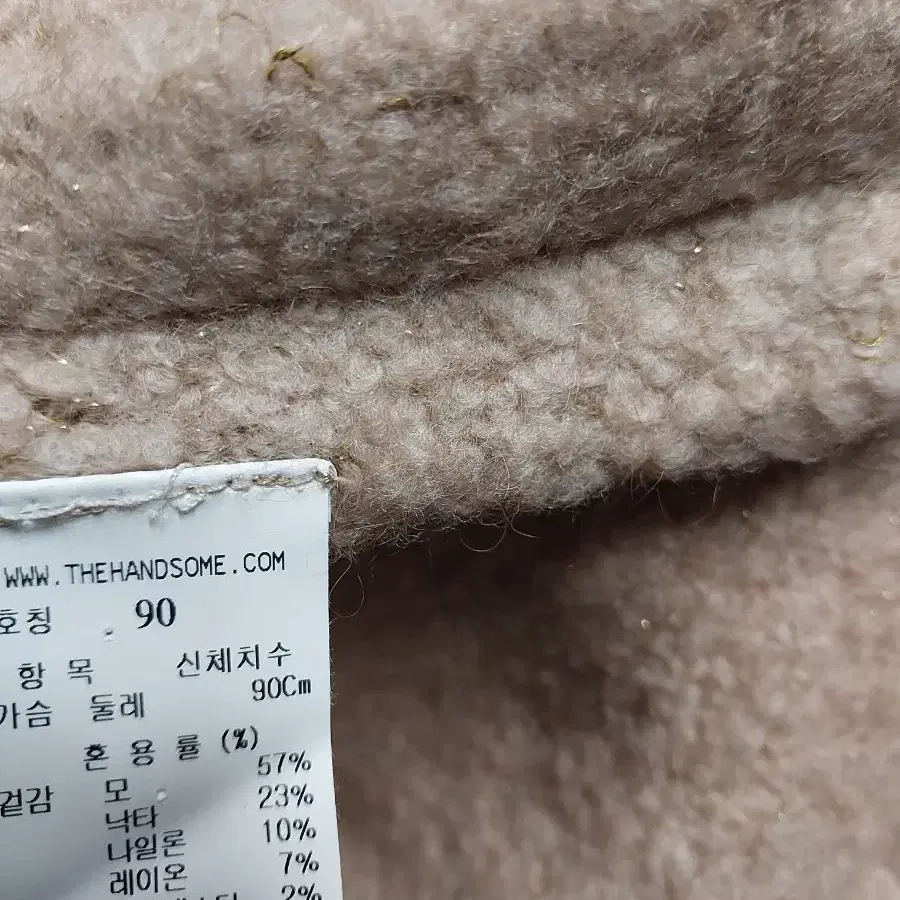 WWW.THEHANDSOME.COM
호칭 90
항 목 신체치수
가슴 둘레 90Cm
혼 용 률 (%)
겉감 모 57%
낙타 23%
나일론 10%
레이온 7%
2%